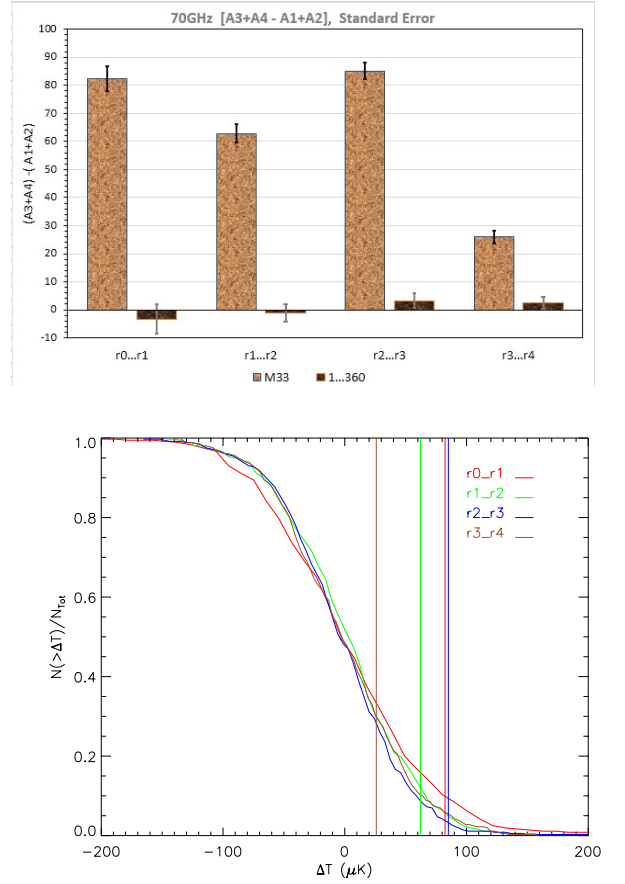 70GHz [A3+A4 - A1+A2], Standard Error
(A3+A4) -( A1+A2)
100
90
80
70
60
50
40
30
20
10
0
-10
r0...r1
r1...r2
r2...r3
r3...r4
M33
1...360
N(>ΔT)/N_Tot
1.0
0.8
0.6
0.4
0.2
0.0
r0_r1
r1_r2
r2_r3
r3_r4
-200
-100
0
100
200
ΔT (μK)